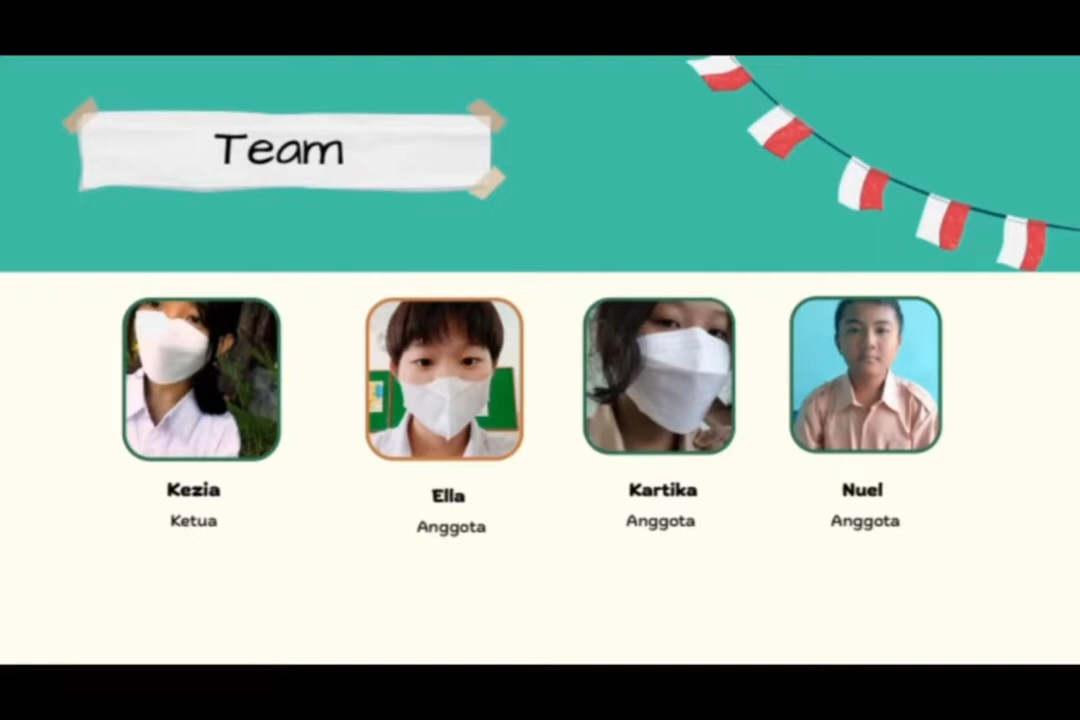 Team
Kezia
Ketua
Ella
Anggota
Kartika
Anggota
Nuel
Anggota